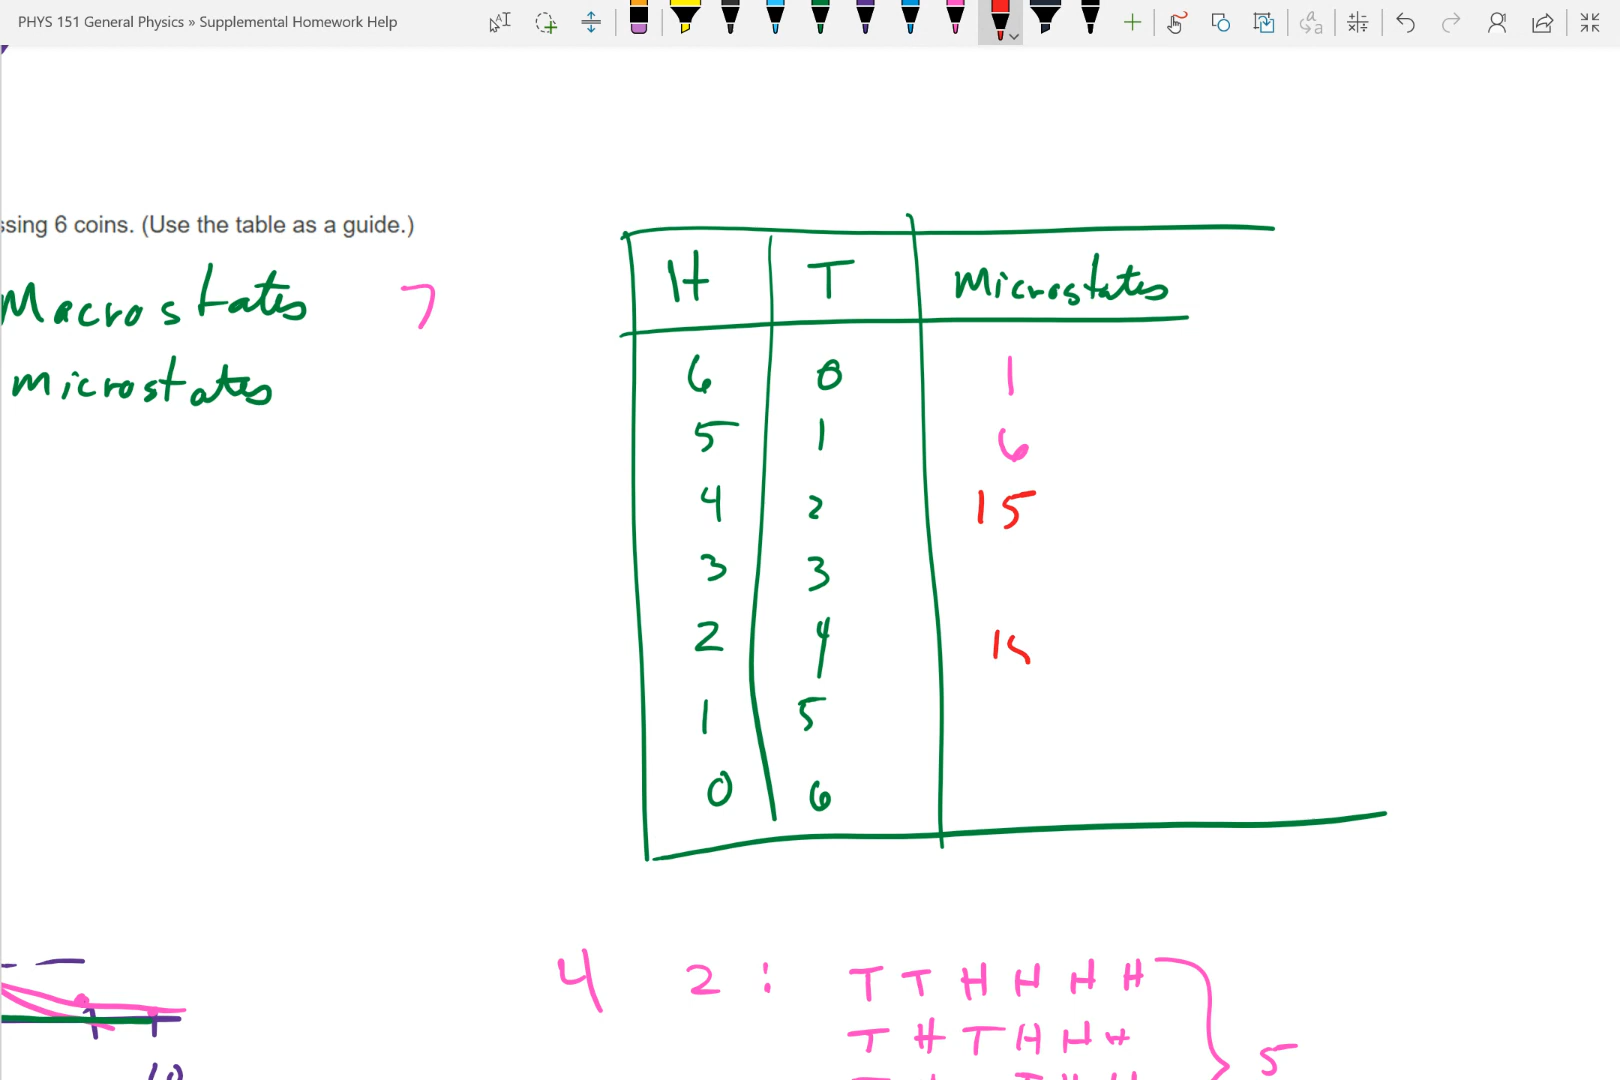 PHYS 151 General Physics » Supplemental Homework Help
ssing 6 coins. (Use the table as a guide.)
Macrostates 7
microstates
H T Microstates
6 0 1
5 1 6
4 2 15
3 3
2 4 15
1 5
0 6
4 2 : T T H H H H
T H T H H H
5
10